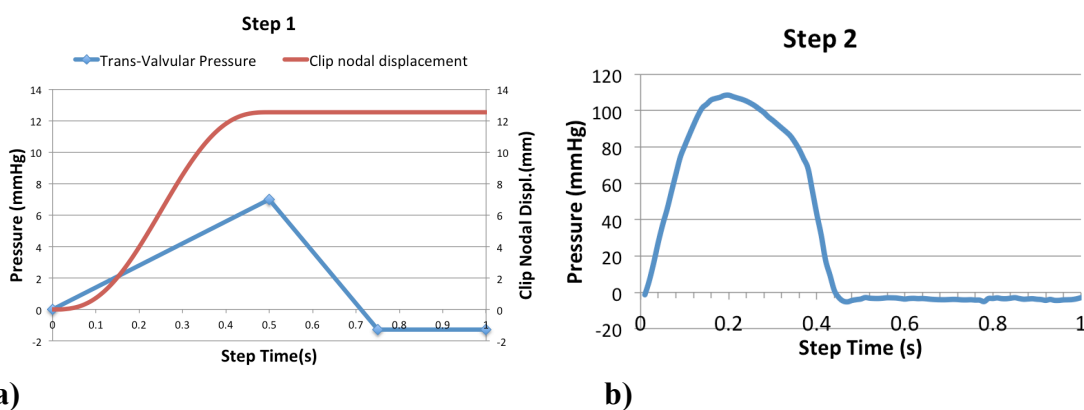 Step 1
Trans-Valvular Pressure Clip nodal displacement
14 12 10 8 6 4 2 0 -2
Pressure (mmHg)
0 0.1 0.2 0.3 0.4 0.5 0.6 0.7 0.8 0.9 1
Step Time(s)
14 12 10 8 6 4 2 0 -2
Clip Nodal Displ.(mm)
a)
Step 2
120 100 80 60 40 20 0 -20
Pressure (mmHg)
0 0.2 0.4 0.6 0.8 1
Step Time (s)
b)